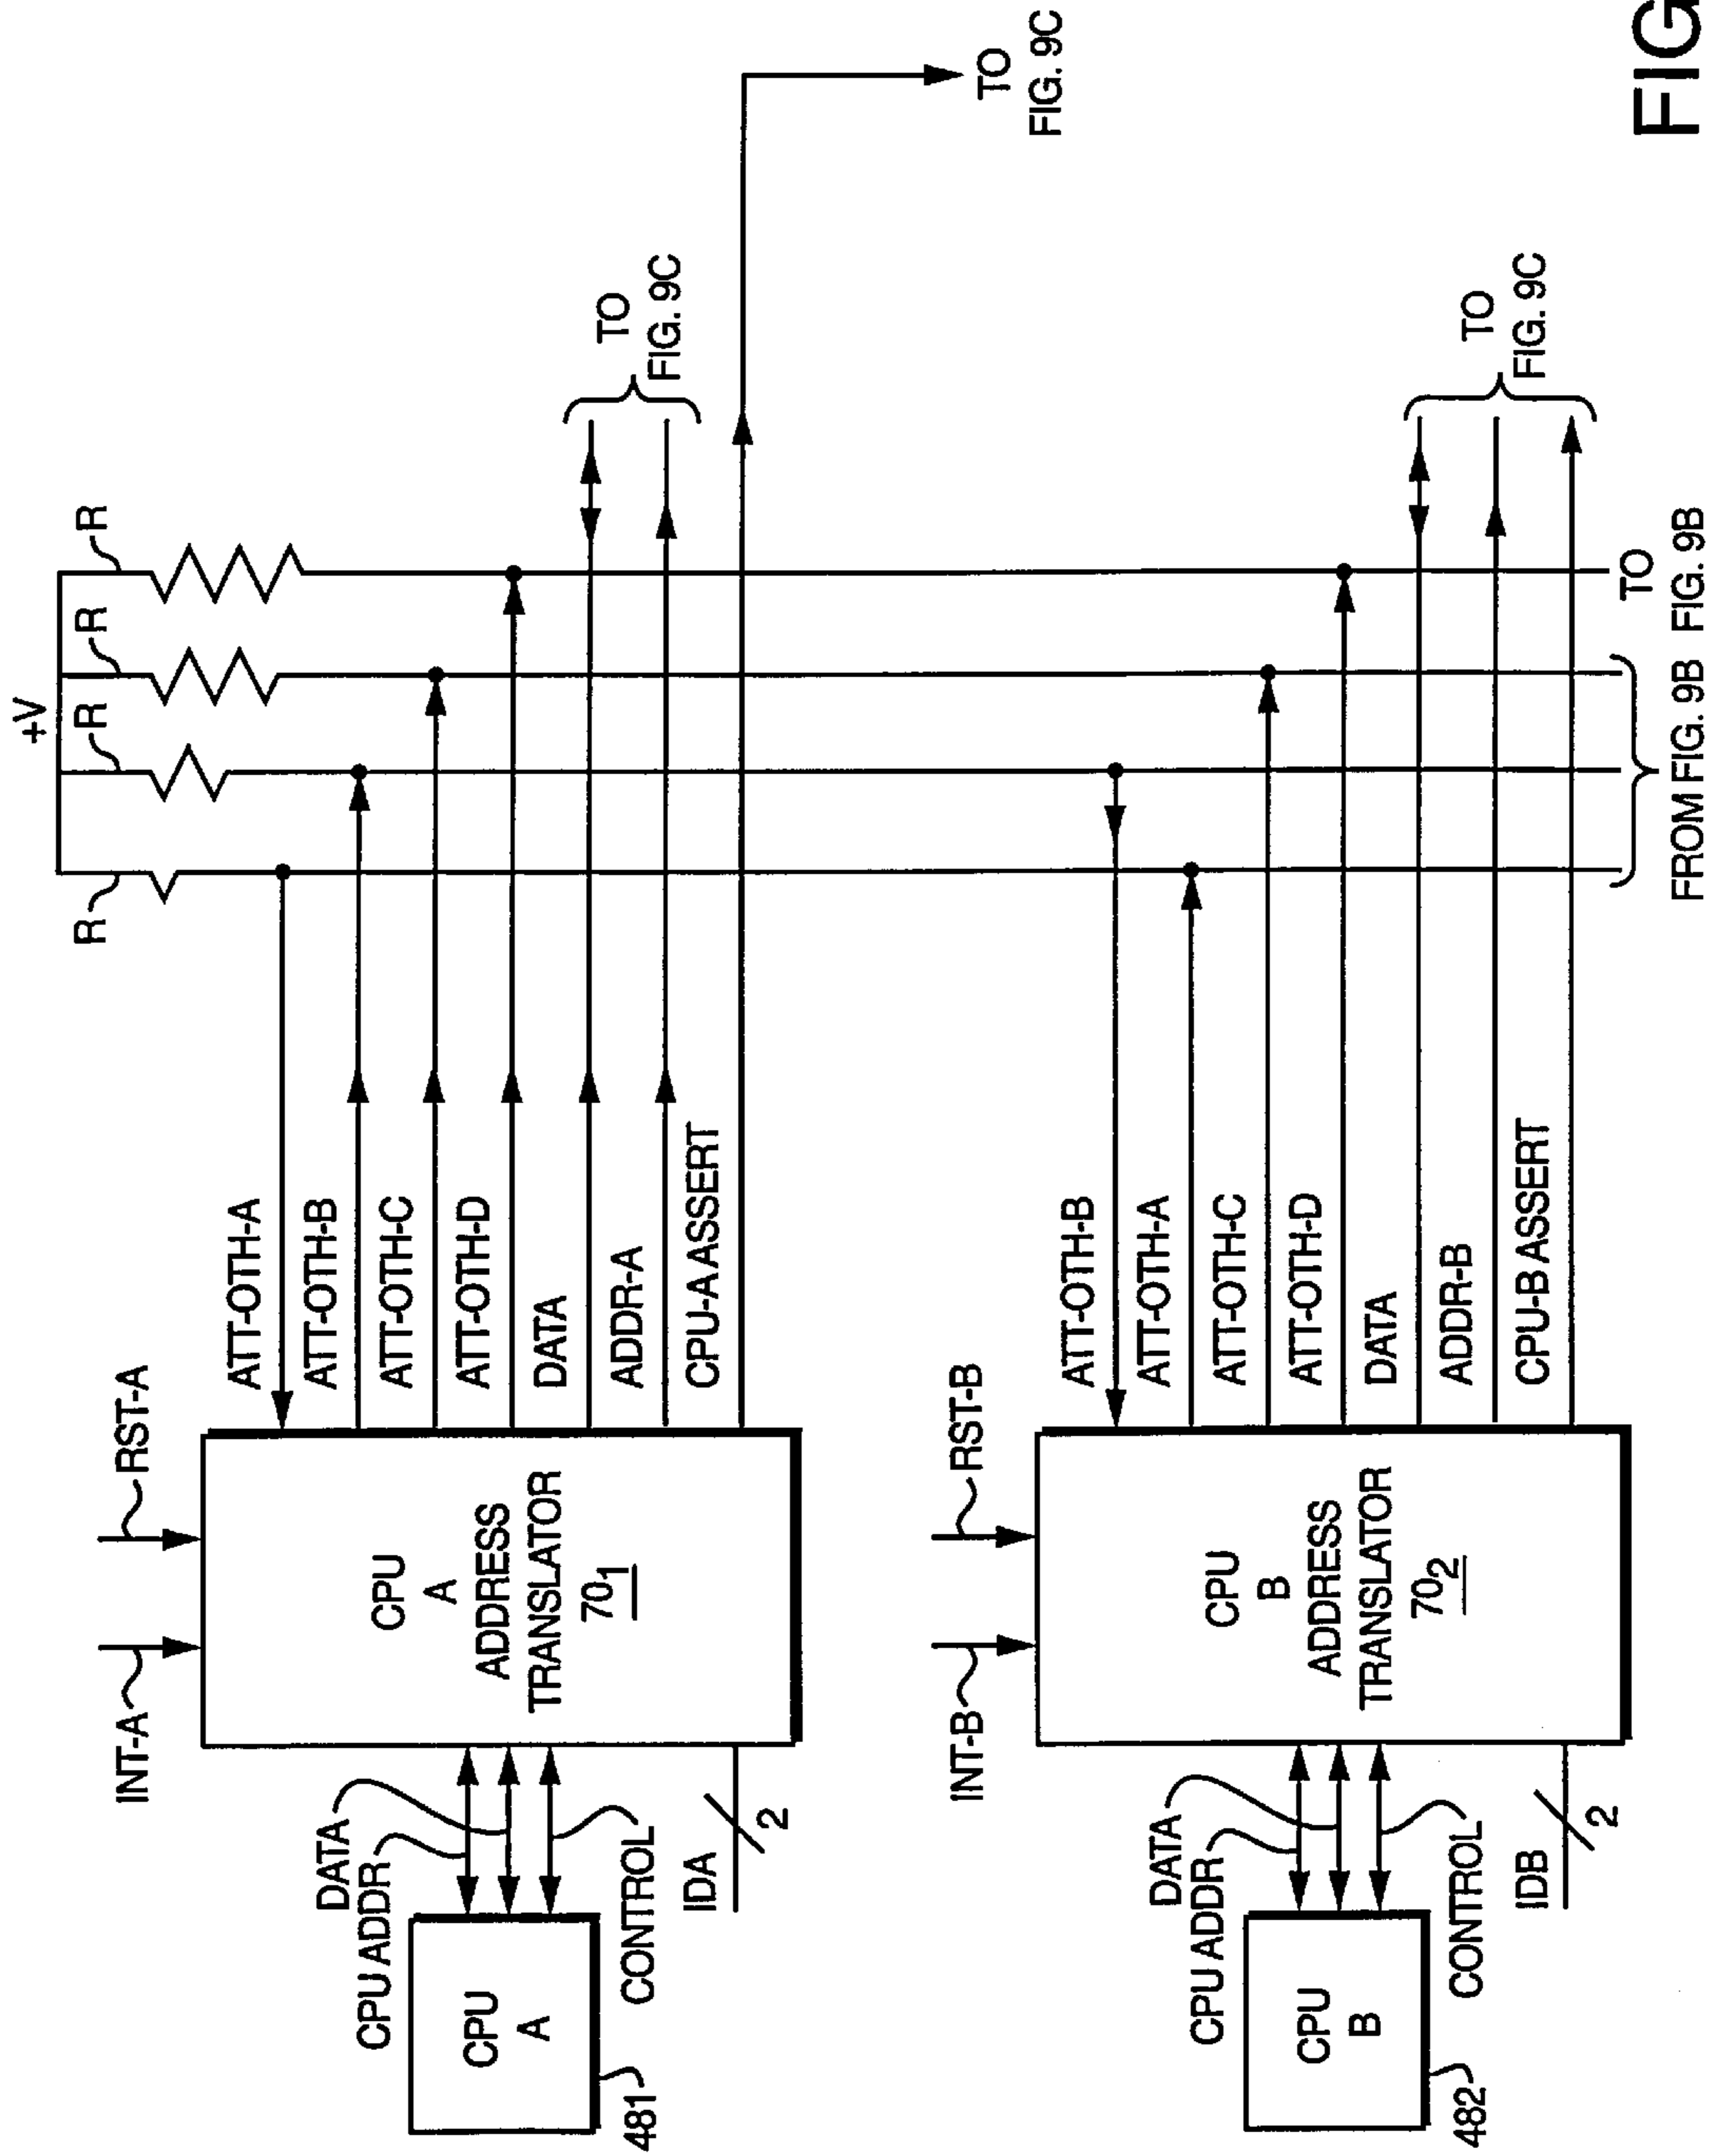 +V
R
R
R
R
INT-A
RST-A
ATT-OTH-A
ATT-OTH-B
ATT-OTH-C
ATT-OTH-D
DATA
ADDR-A
CPU-A ASSERT
DATA
CPU ADDR
CPU
A
481
CONTROL
IDA
2
CPU
A
ADDRESS
TRANSLATOR
70₁
TO
FIG. 9C
TO
FIG. 9C
INT-B
RST-B
ATT-OTH-B
ATT-OTH-A
ATT-OTH-C
ATT-OTH-D
DATA
ADDR-B
CPU-B ASSERT
DATA
CPU ADDR
CPU
B
482
CONTROL
IDB
2
CPU
B
ADDRESS
TRANSLATOR
70₂
TO
FIG. 9C
FROM FIG. 9B
TO
FIG. 9B
FIG